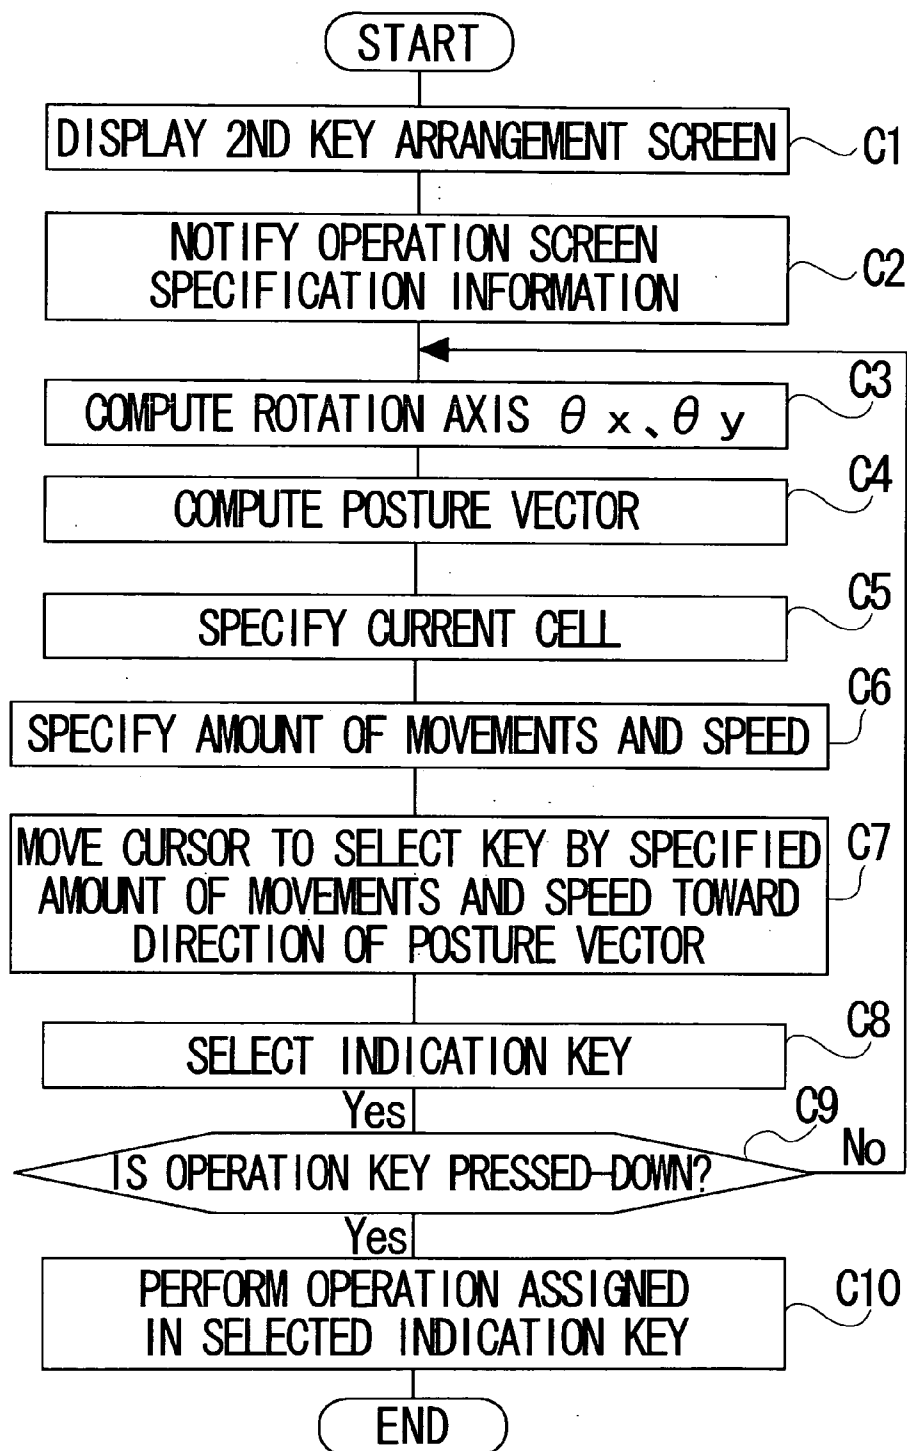 START
DISPLAY 2ND KEY ARRANGEMENT SCREEN
C1
NOTIFY OPERATION SCREEN
SPECIFICATION INFORMATION
C2
COMPUTE ROTATION AXIS θ x、θ y
C3
COMPUTE POSTURE VECTOR
C4
SPECIFY CURRENT CELL
C5
SPECIFY AMOUNT OF MOVEMENTS AND SPEED
C6
MOVE CURSOR TO SELECT KEY BY SPECIFIED
AMOUNT OF MOVEMENTS AND SPEED TOWARD
DIRECTION OF POSTURE VECTOR
C7
SELECT INDICATION KEY
C8
Yes
IS OPERATION KEY PRESSED-DOWN?
C9
No
Yes
PERFORM OPERATION ASSIGNED
IN SELECTED INDICATION KEY
C10
END